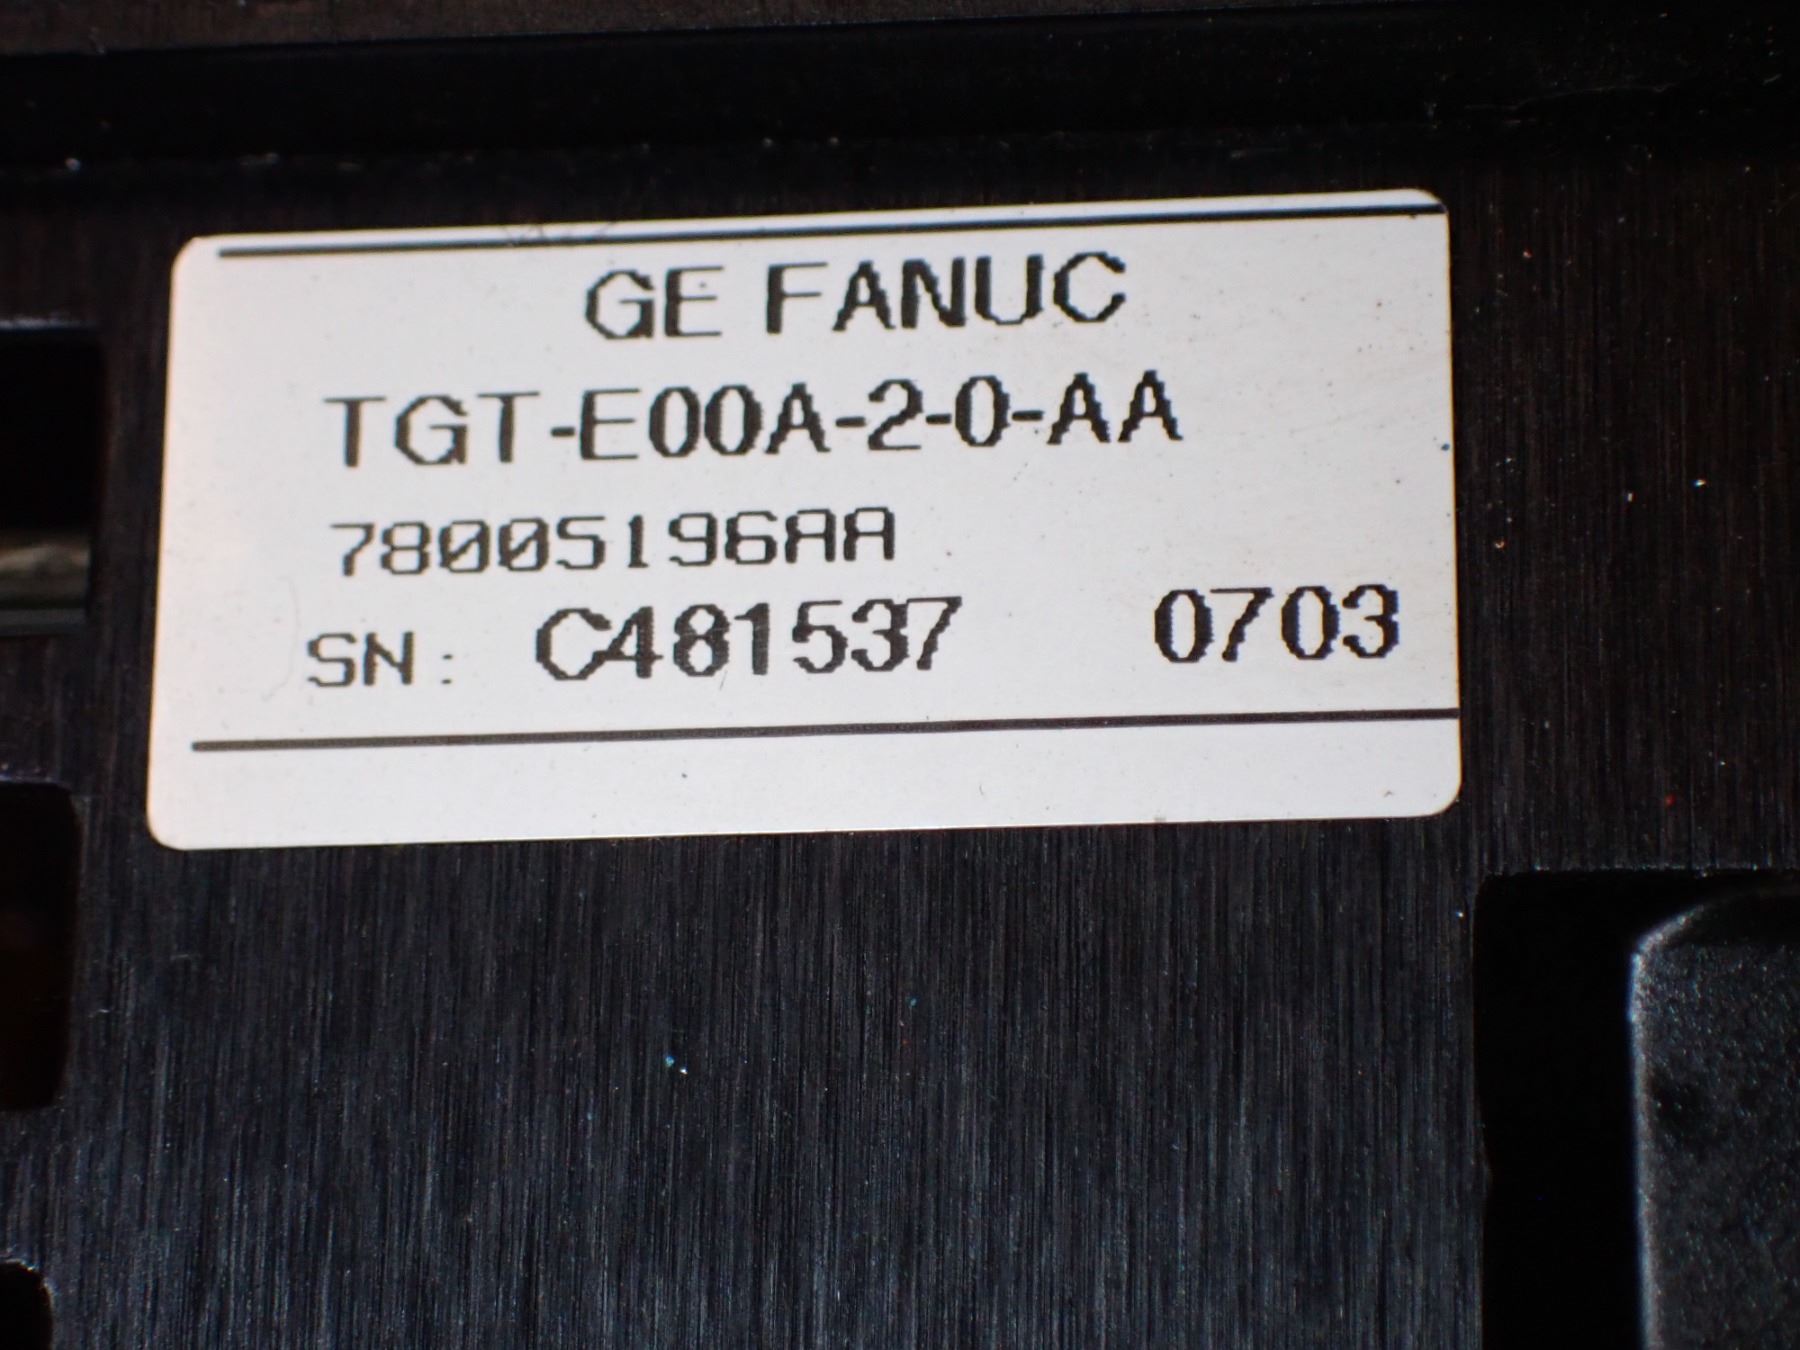 GE FANUC
TGT-E00A-2-0-AA
78005196AA
SN: C481537 0703